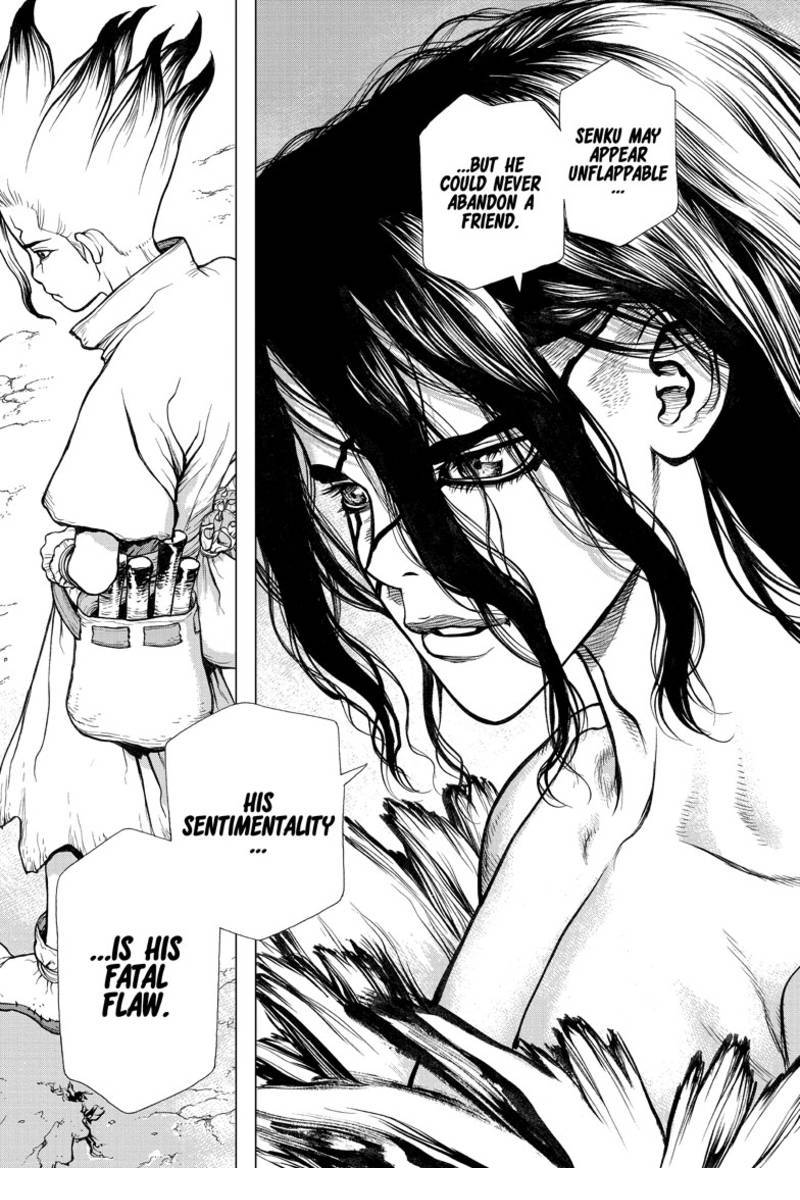 SENKU MAY
APPEAR
UNFLAPPABLE
...
...BUT HE
COULD NEVER
ABANDON A
FRIEND.
HIS
SENTIMENTALITY
...
...IS HIS
FATAL
FLAW.